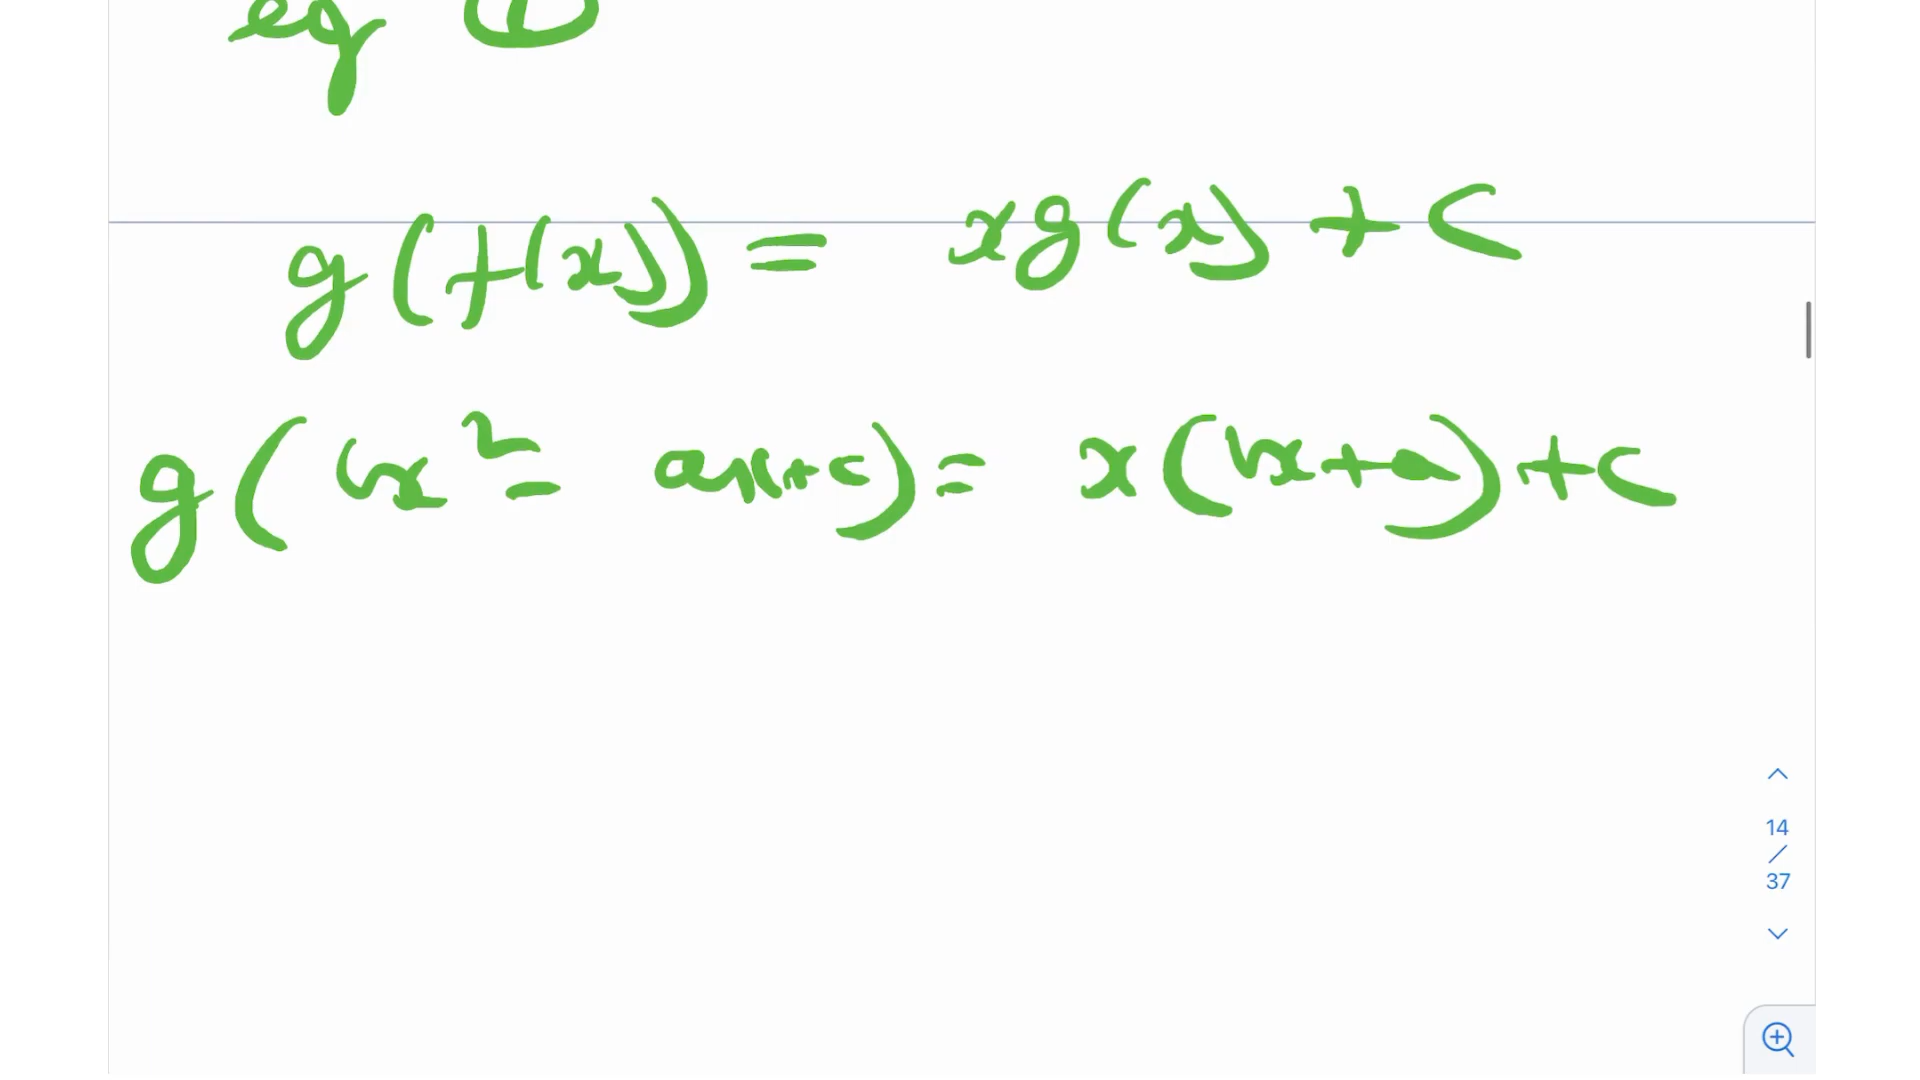 eq ①
g(f(x)) = xg(x) + c
g(bx² - ax+c) = x(bx+a)+c
14
/
37